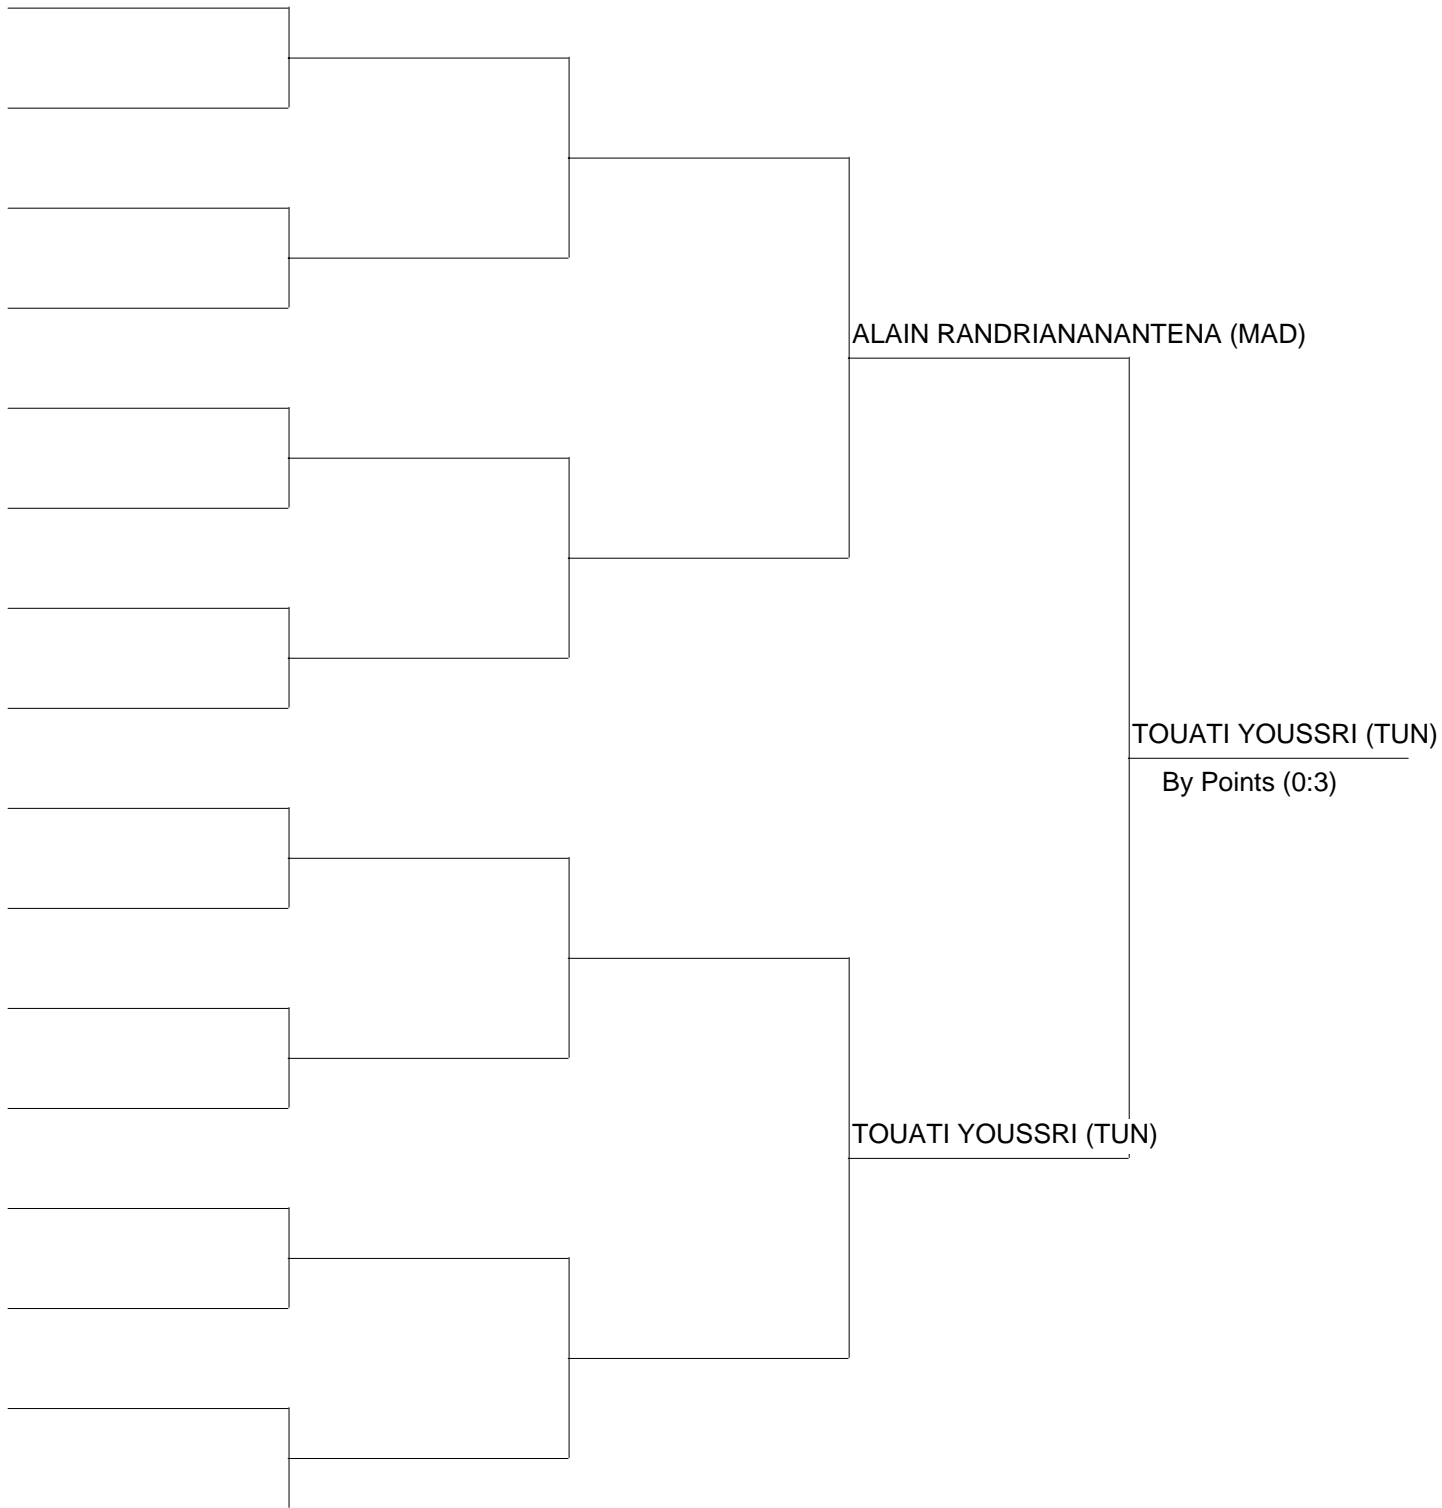 ALAIN RANDRIANANANTENA (MAD)
TOUATI YOUSSRI (TUN)
By Points (0:3)
TOUATI YOUSSRI (TUN)